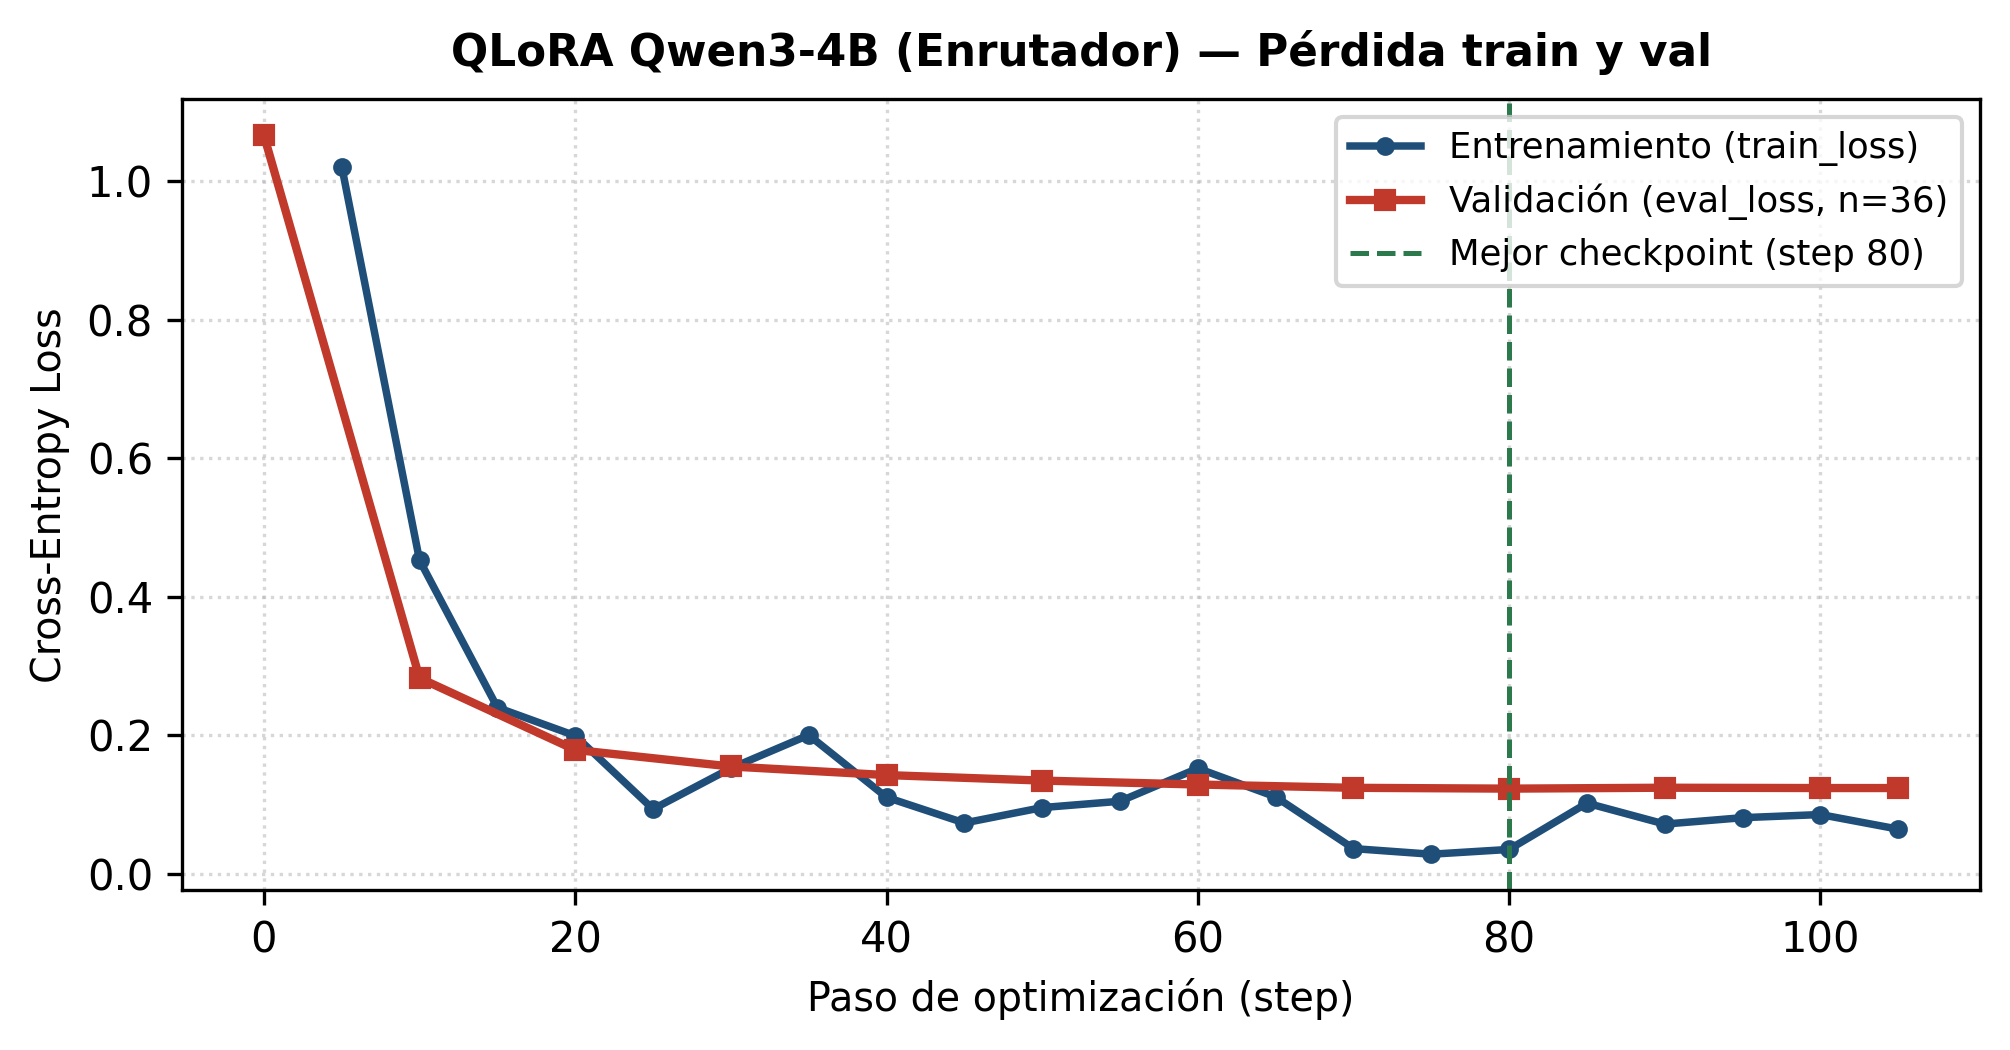 QLoRA Qwen3-4B (Enrutador) — Pérdida train y val
Entrenamiento (train_loss)
Validación (eval_loss, n=36)
Mejor checkpoint (step 80)
Cross-Entropy Loss
1.0
0.8
0.6
0.4
0.2
0.0
0 20 40 60 80 100
Paso de optimización (step)